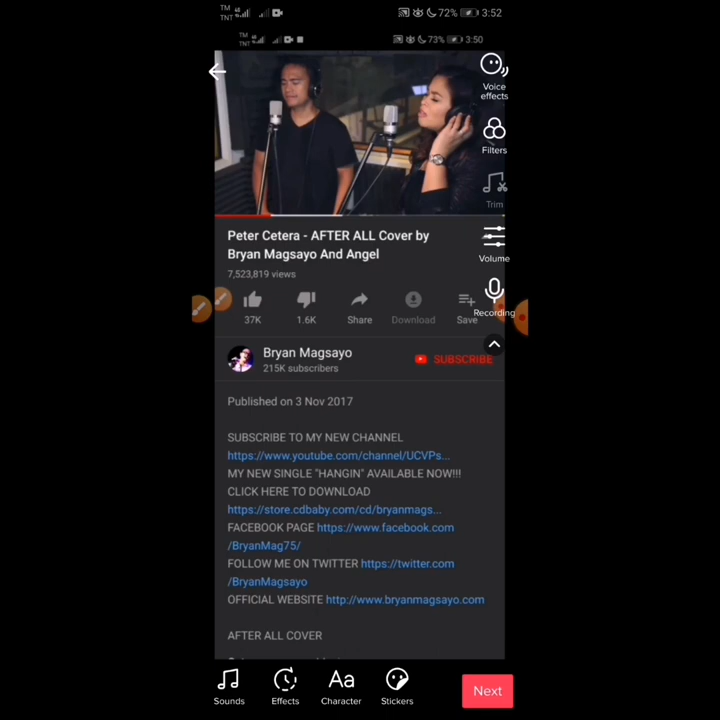 TM
TNT
4G
72%
3:52
TM
TNT
4G
73%
3:50
Voice
effects
Filters
Trim
Volume
Recording
Peter Cetera - AFTER ALL Cover by
Bryan Magsayo And Angel
7,523,819 views
37K
1.6K
Share
Download
Save
Bryan Magsayo
215K subscribers
SUBSCRIBE
Published on 3 Nov 2017
SUBSCRIBE TO MY NEW CHANNEL
https://www.youtube.com/channel/UCVPs...
MY NEW SINGLE "HANGIN" AVAILABLE NOW!!!
CLICK HERE TO DOWNLOAD
https://store.cdbaby.com/cd/bryanmags...
FACEBOOK PAGE https://www.facebook.com
/BryanMag75/
FOLLOW ME ON TWITTER https://twitter.com
/BryanMagsayo
OFFICIAL WEBSITE http://www.bryanmagsayo.com
AFTER ALL COVER
Sounds
Effects
Aa
Character
Stickers
Next